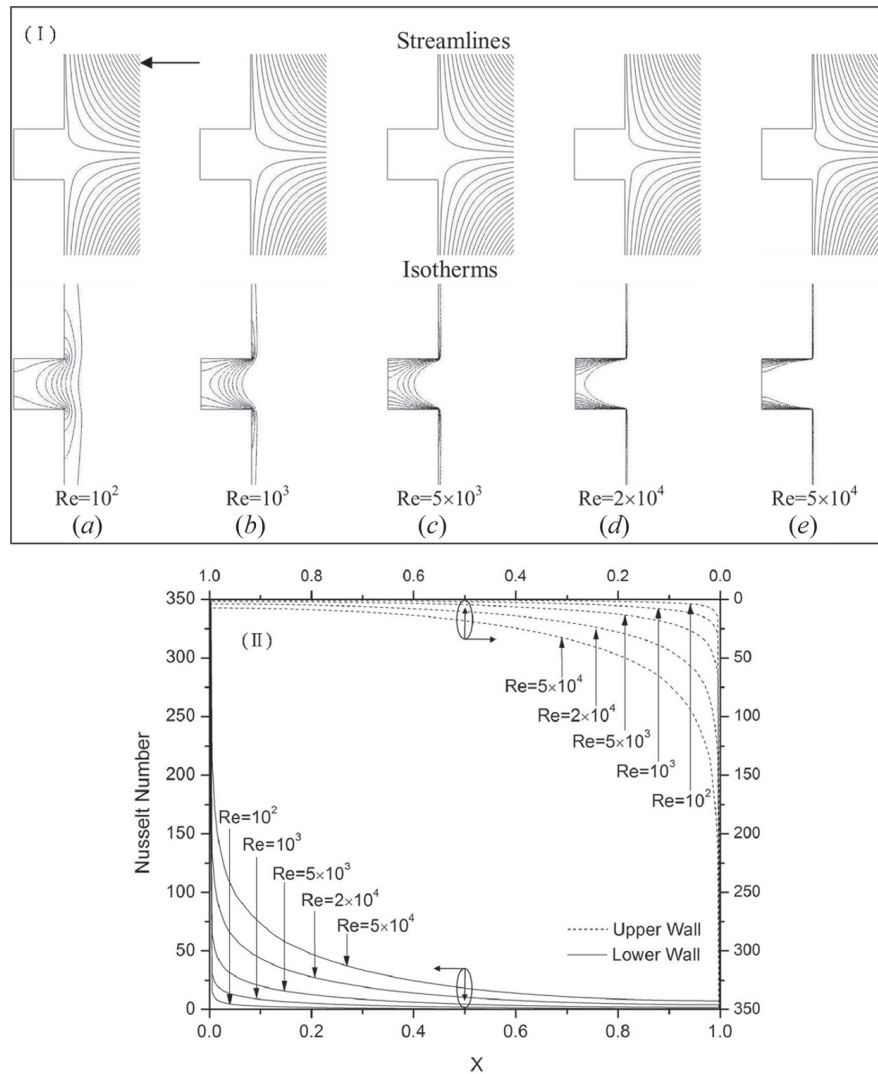 (I)
Streamlines
Isotherms
Re=10² Re=10³ Re=5×10³ Re=2×10⁴ Re=5×10⁴
(a) (b) (c) (d) (e)
1.0 0.8 0.6 0.4 0.2 0.0
350 0
(II)
300 50
Re=5×10⁴
250 100
Re=2×10⁴
Re=5×10³
Re=10³
200 150
Re=10²
Nusselt Number
150 200
Re=10²
Re=10³
100 250
Re=5×10³
Re=2×10⁴
Re=5×10⁴
Upper Wall
50 300
Lower Wall
0 350
0.0 0.2 0.4 0.6 0.8 1.0
X